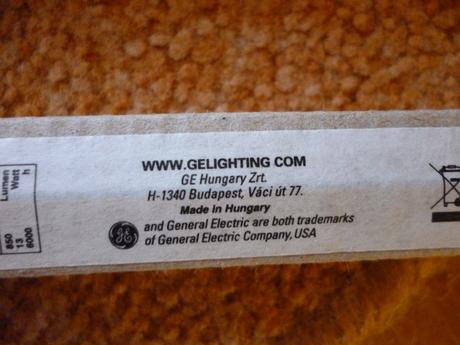 WWW.GELIGHTING COM
GE Hungary Zrt.
H-1340 Budapest, Váci út 77.
Made in Hungary
GE and General Electric are both trademarks
of General Electric Company, USA
Lumen
Watt
h
850
13
6000